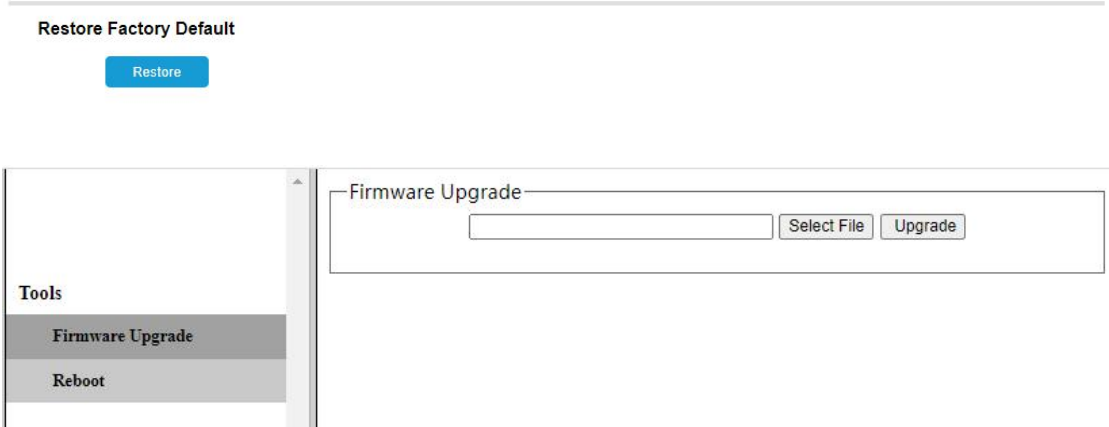 Restore Factory Default
Restore
Firmware Upgrade
Select File Upgrade
Tools
Firmware Upgrade
Reboot